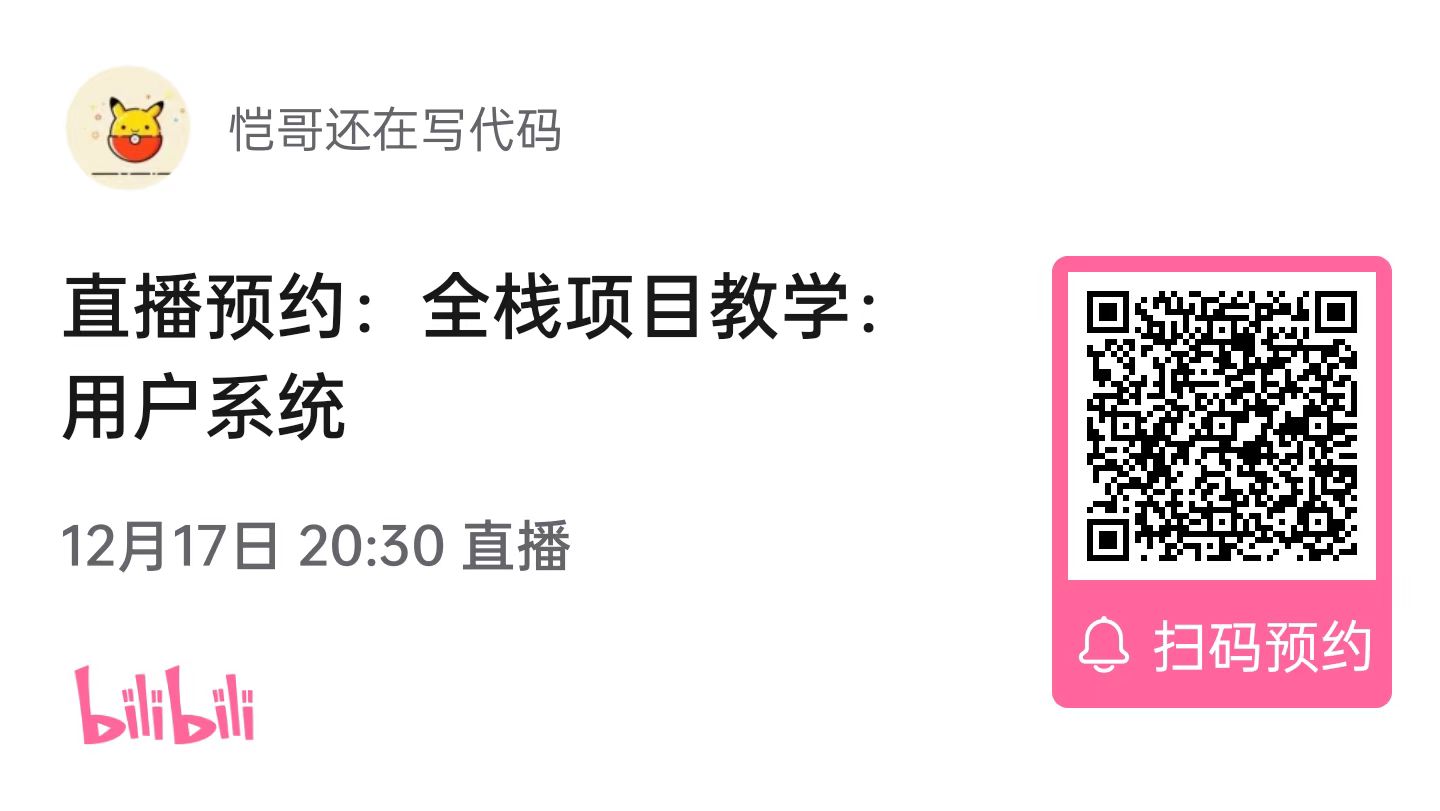 恺哥还在写代码
直播预约：全栈项目教学：
用户系统
12月17日 20:30 直播
扫码预约
bilibili